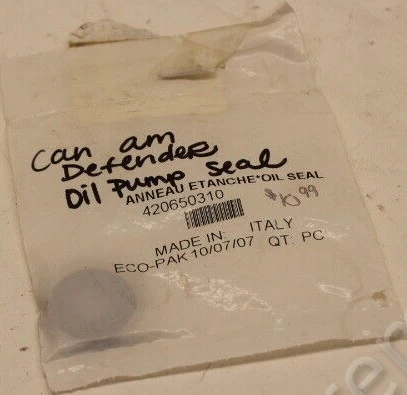 Can am
Defender
Oil Pump seal
ANNEAU ETANCHE*OIL SEAL
420650310
$10.99
MADE IN: ITALY
ECO-PAK 10/07/07 QT: PC